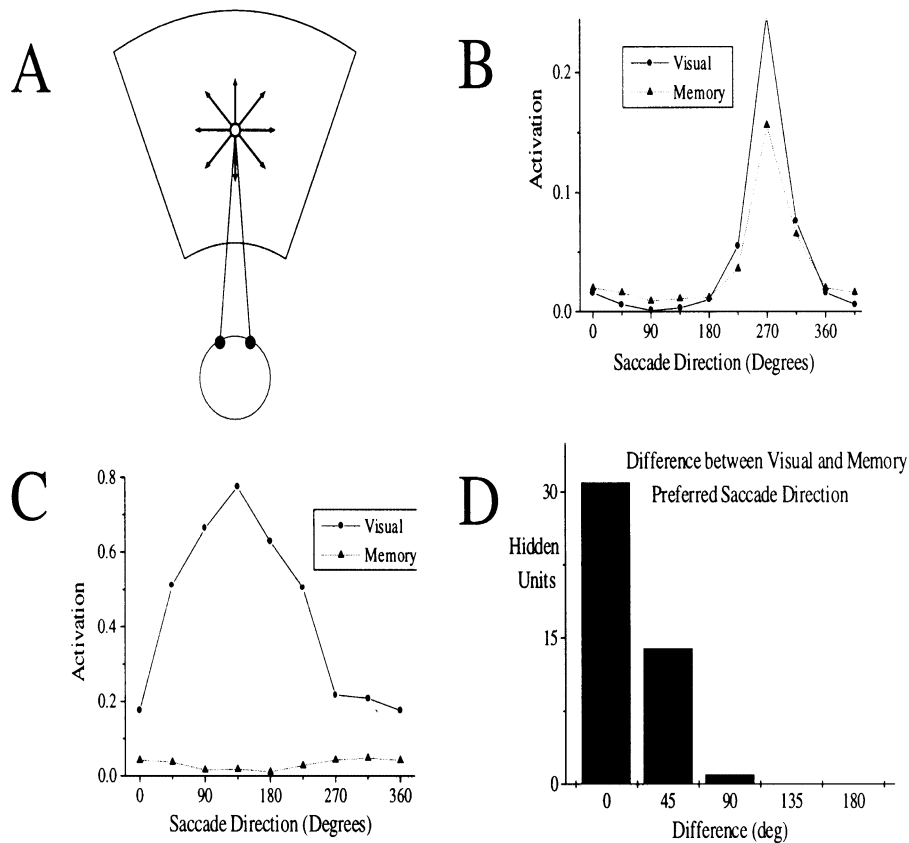 A
B
Visual
Memory
Activation
0.2
0.1
0.0
0 90 180 270 360
Saccade Direction (Degrees)
C
Visual
Memory
Activation
0.8
0.6
0.4
0.2
0.0
0 90 180 270 360
Saccade Direction (Degrees)
D
Difference between Visual and Memory
Preferred Saccade Direction
Hidden
Units
30
15
0
0 45 90 135 180
Difference (deg)